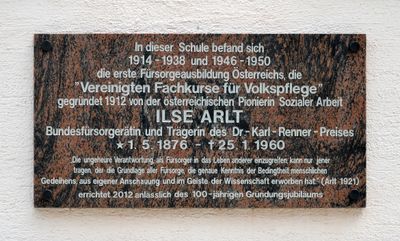 In dieser Schule befand sich
1914 - 1938 und 1946 - 1950
die erste Fürsorgeausbildung Österreichs, die
"Vereinigten Fachkurse für Volkspflege"
gegründet 1912 von der österreichischen Pionierin Sozialer Arbeit
ILSE ARLT
Bundesfürsorgerätin und Trägerin des Dr.-Karl-Renner-Preises
★ 1. 5. 1876 - † 25. 1. 1960
"Die ungeheure Verantwortung, als Fürsorger in das Leben anderer einzugreifen, kann nur jener
tragen, der die Grundlage aller Fürsorge, die genaue Kenntnis der Bedingtheit menschlichen
Gedeihens, aus eigener Anschauung und im Geiste der Wissenschaft erworben hat." (Arlt 1921)
errichtet 2012 anlässlich des 100-jährigen Gründungsjubiläums